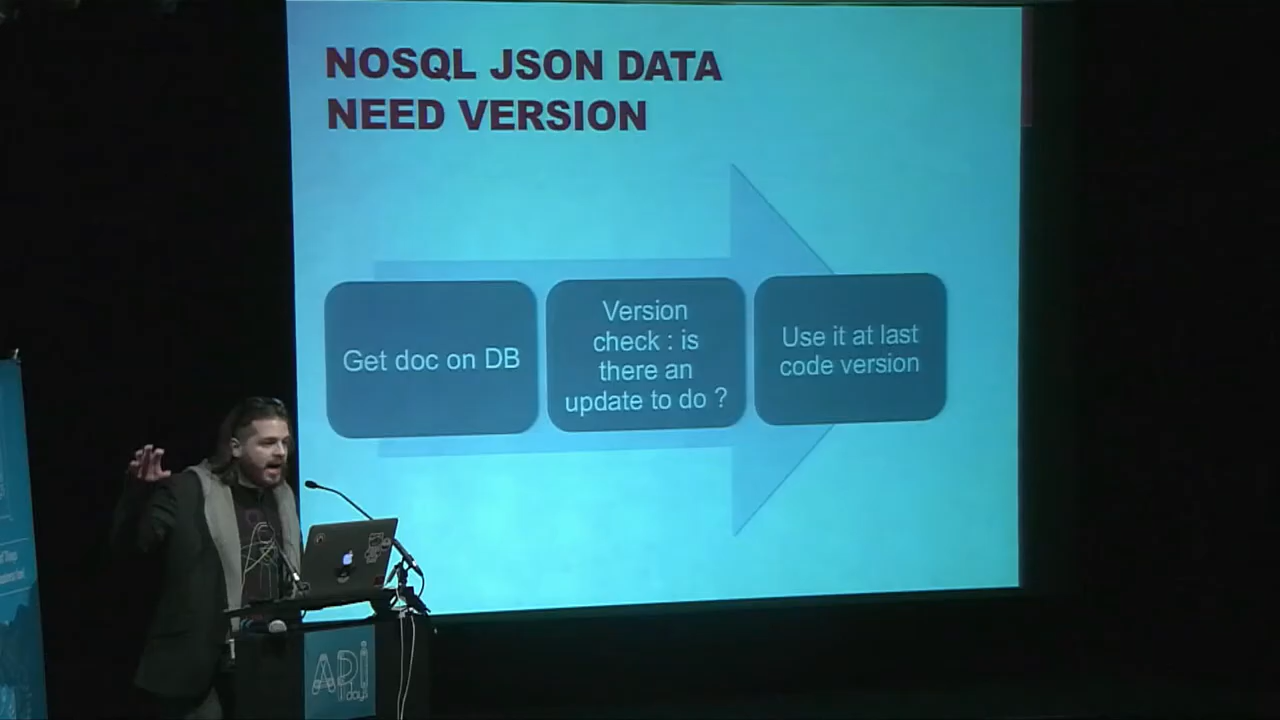 NOSQL JSON DATA
NEED VERSION
Get doc on DB
Version
check : is
there an
update to do ?
Use it at last
code version
API
days